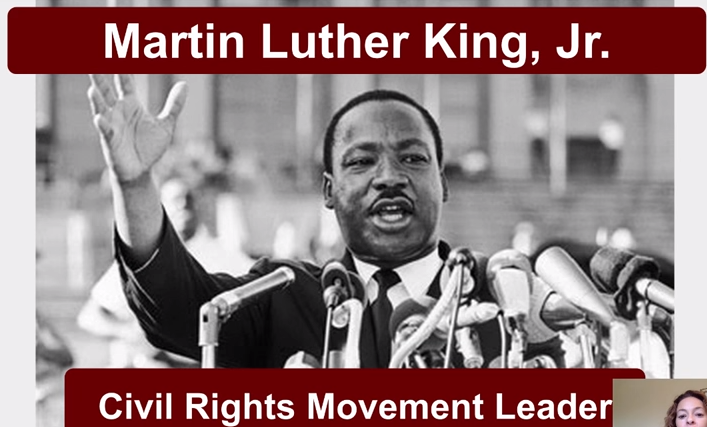 Martin Luther King, Jr.
Civil Rights Movement Leader